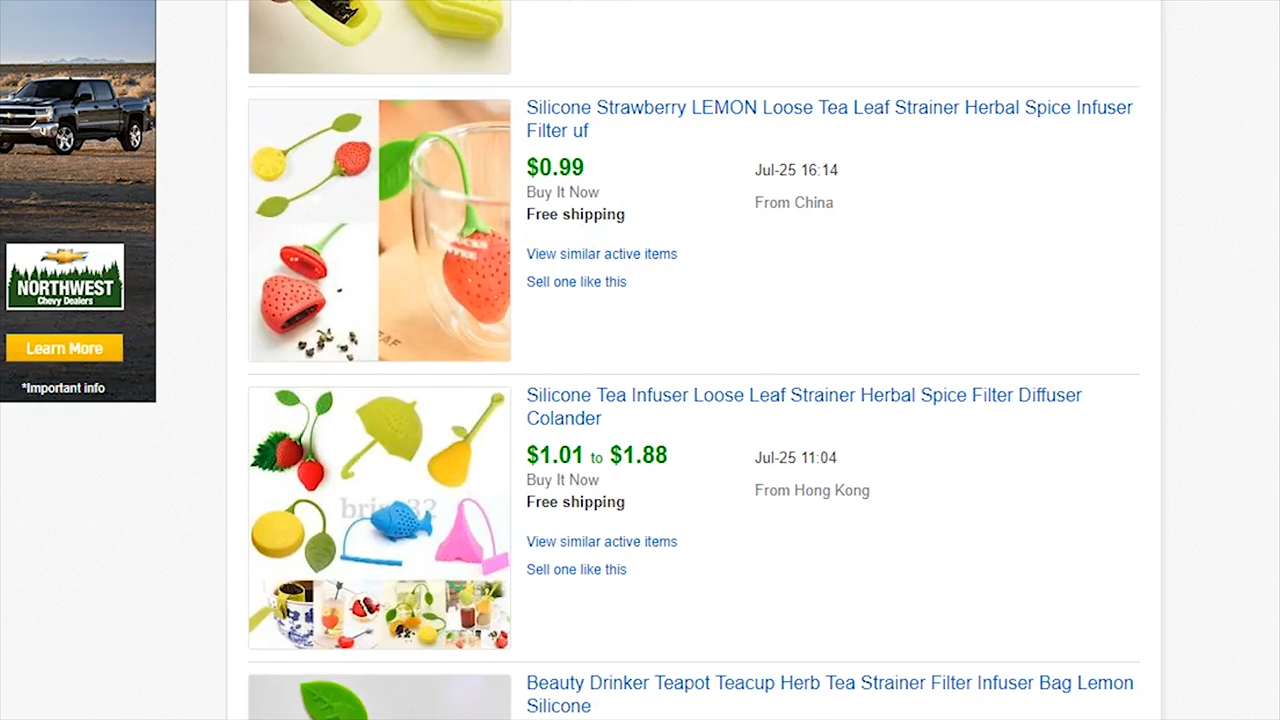 Silicone Strawberry LEMON Loose Tea Leaf Strainer Herbal Spice Infuser
Filter uf
$0.99
Jul-25 16:14
Buy It Now
From China
Free shipping
View similar active items
Sell one like this
NORTHWEST
Chevy Dealers
Learn More
*Important info
Silicone Tea Infuser Loose Leaf Strainer Herbal Spice Filter Diffuser
Colander
$1.01 to $1.88
Jul-25 11:04
Buy It Now
From Hong Kong
Free shipping
View similar active items
Sell one like this
Beauty Drinker Teapot Teacup Herb Tea Strainer Filter Infuser Bag Lemon
Silicone